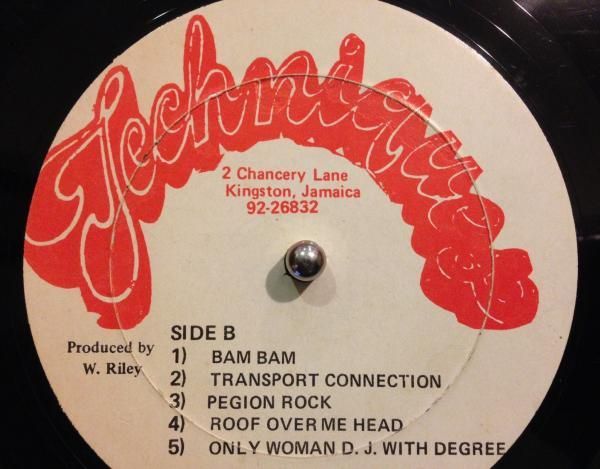 Techniques
2 Chancery Lane
Kingston, Jamaica
92-26832
Produced by
W. Riley
SIDE B
1) BAM BAM
2) TRANSPORT CONNECTION
3) PEGION ROCK
4) ROOF OVER ME HEAD
5) ONLY WOMAN D. J. WITH DEGREE